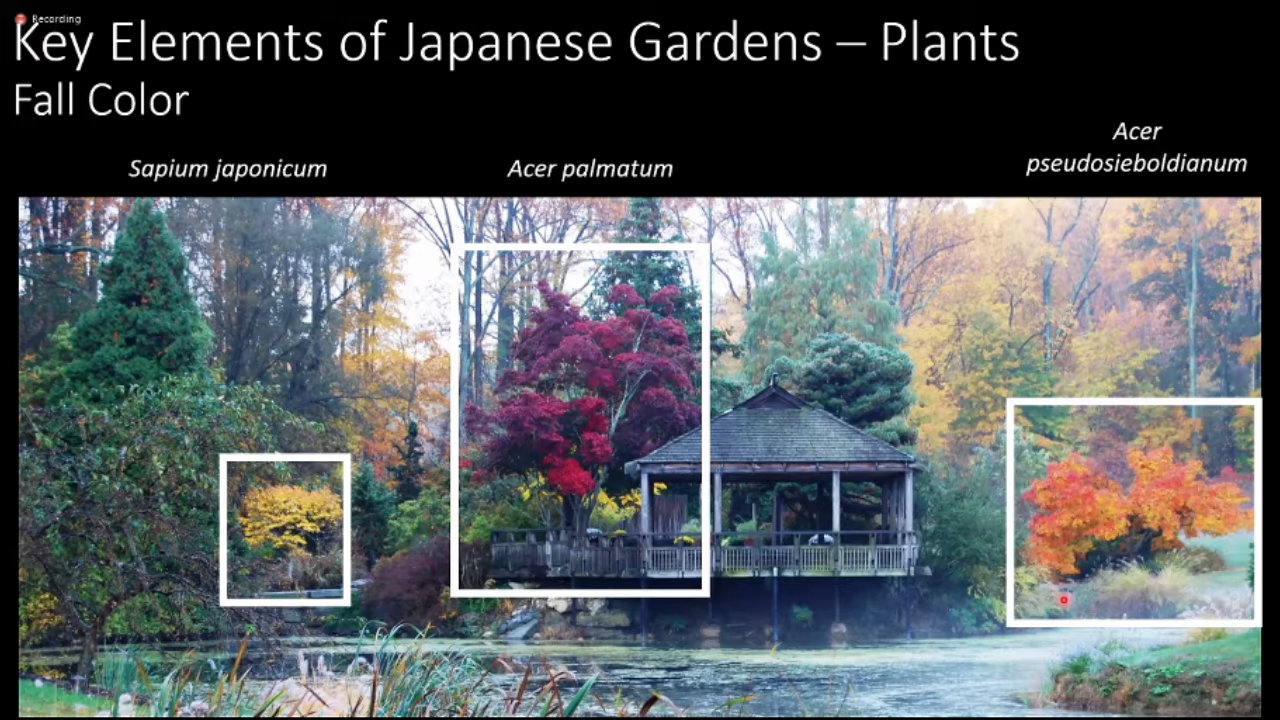 Recording
Key Elements of Japanese Gardens – Plants
Fall Color
Sapium japonicum
Acer palmatum
Acer
pseudosieboldianum